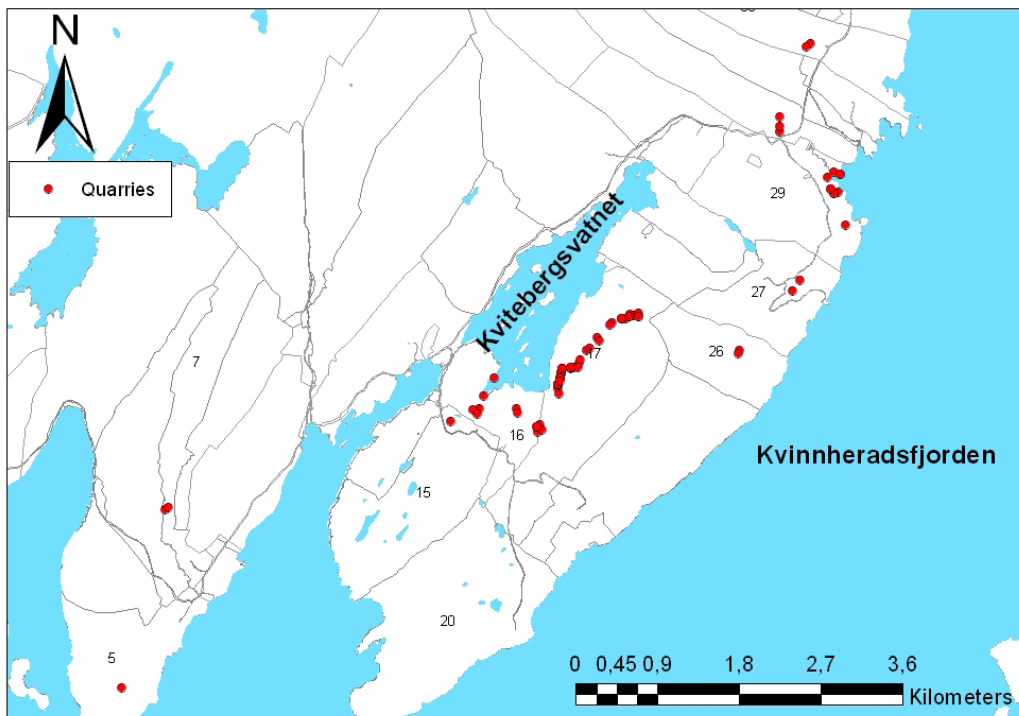 N
Quarries
29
Kvitebergsvatnet
27
7
17
26
16
Kvinnheradsfjorden
15
20
5
0 0,45 0,9 1,8 2,7 3,6
Kilometers